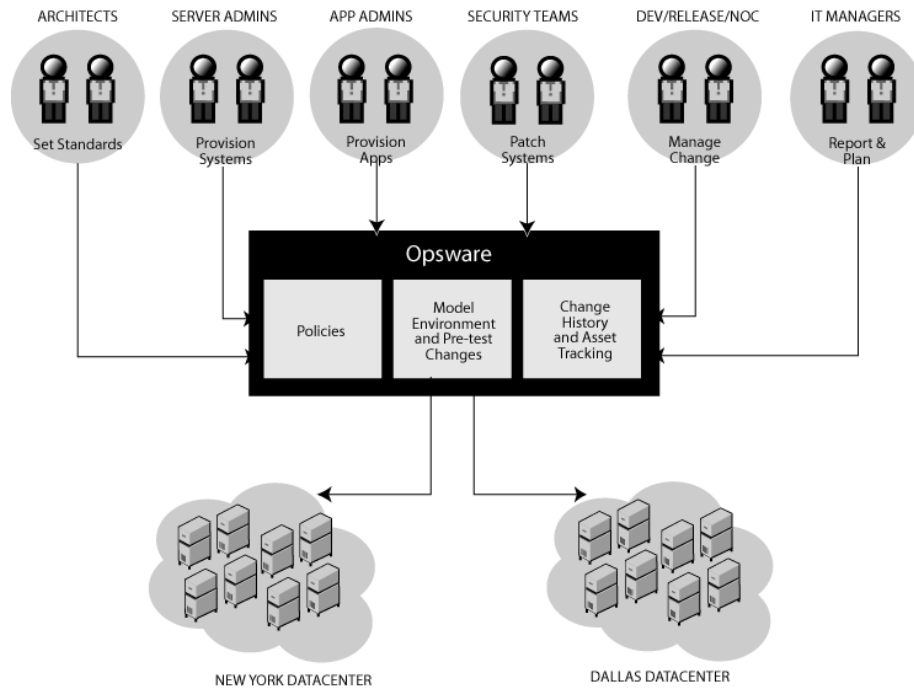 ARCHITECTS
SERVER ADMINS
APP ADMINS
SECURITY TEAMS
DEV/RELEASE/NOC
IT MANAGERS
Set Standards
Provision
Systems
Provision
Apps
Patch
Systems
Manage
Change
Report &
Plan
Opsware
Policies
Model
Environment
and Pre-test
Changes
Change
History
and Asset
Tracking
NEW YORK DATACENTER
DALLAS DATACENTER